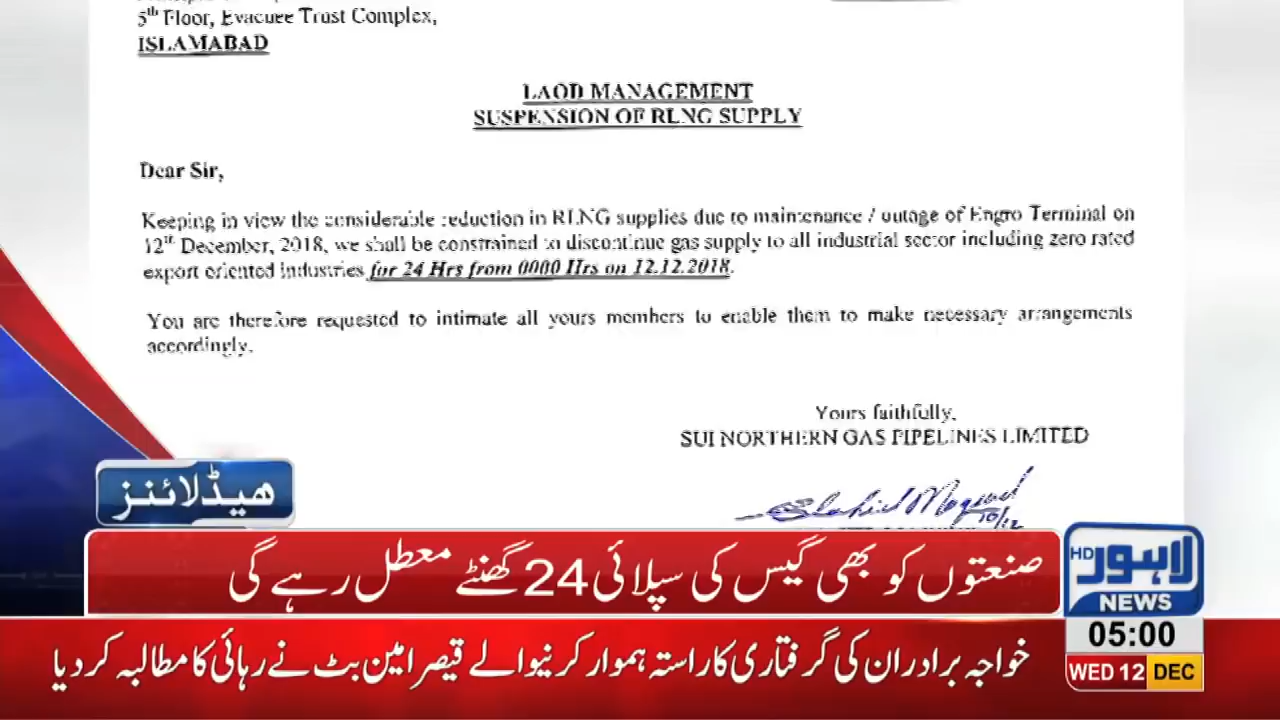 5th Floor, Evacuee Trust Complex,
ISLAMABAD
LAOD MANAGEMENT
SUSPENSION OF RLNG SUPPLY
Dear Sir,
Keeping in view the considerable reduction in RLNG supplies due to maintenance / outage of Engro Terminal on
12th December, 2018, we shall be constrained to discontinue gas supply to all industrial sector including zero rated
export oriented industries for 24 Hrs from 0000 Hrs on 12.12.2018.
You are therefore requested to intimate all yours members to enable them to make necessary arrangements
accordingly.
Yours faithfully,
SUI NORTHERN GAS PIPELINES LIMITED
10/12
ھیڈلائنز
صنعتوں کو بھی گیس کی سپلائی 24 گھنٹے معطل رہے گی
HD لاہور
NEWS
05:00
WED 12 DEC
خواجہ برادران کی گرفتاری کا راستہ ہموار کرنیوالے قیصر امین بٹ نے رہائی کا مطالبہ کر دیا